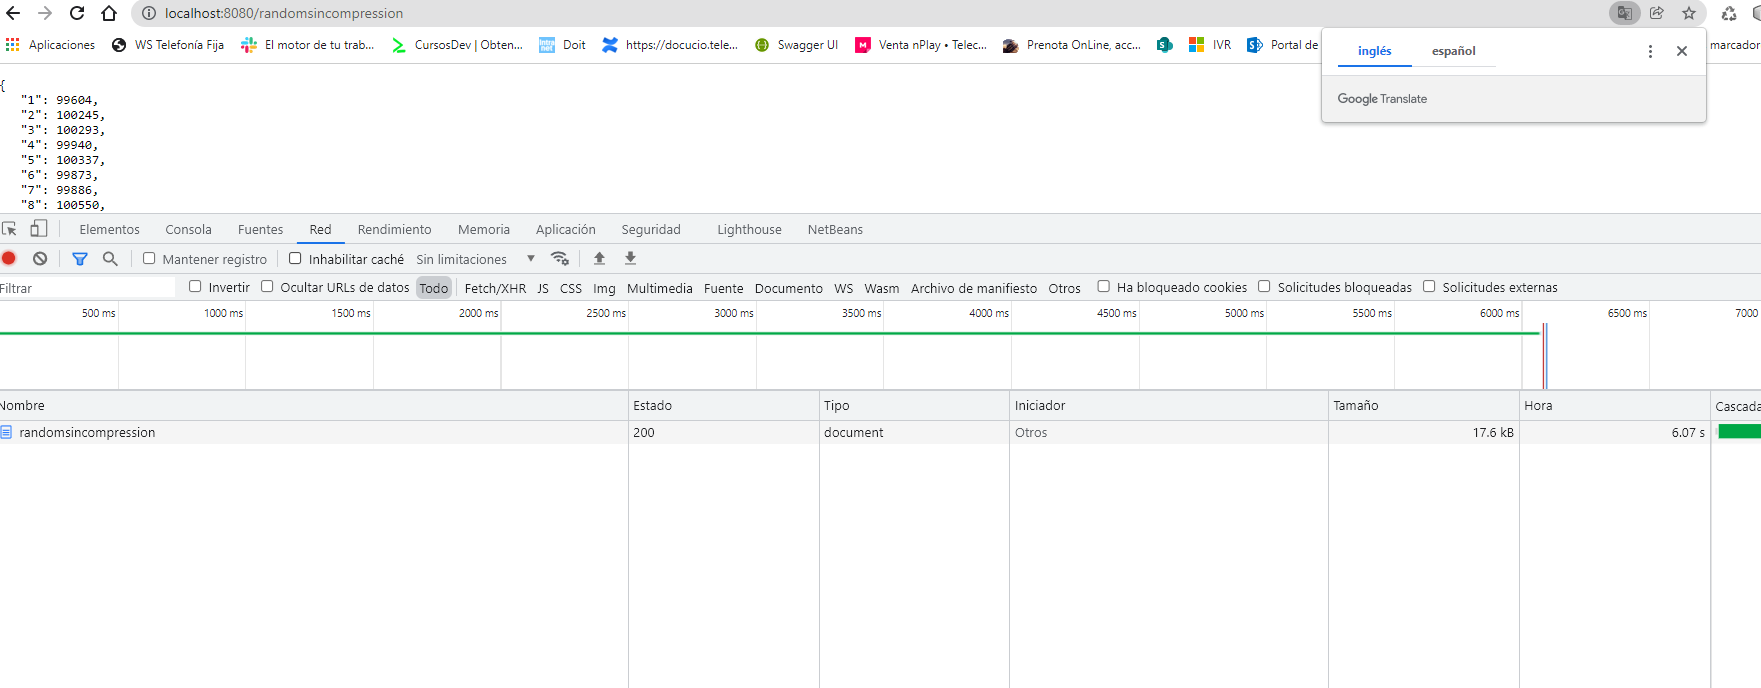 localhost:8080/randomsincompression
Aplicaciones WS Telefonía Fija El motor de tu trab... CursosDev | Obten... intra net Doit https://docucio.tele... Swagger UI Venta nPlay • Telec... Prenota OnLine, acc... IVR Portal de marcador
inglés español
Google Translate
{
"1": 99604,
"2": 100245,
"3": 100293,
"4": 99940,
"5": 100337,
"6": 99873,
"7": 99886,
"8": 100550,
Elementos Consola Fuentes Red Rendimiento Memoria Aplicación Seguridad Lighthouse NetBeans
Mantener registro Inhabilitar caché Sin limitaciones
Filtrar Invertir Ocultar URLs de datos Todo Fetch/XHR JS CSS Img Multimedia Fuente Documento WS Wasm Archivo de manifiesto Otros Ha bloqueado cookies Solicitudes bloqueadas Solicitudes externas
500 ms 1000 ms 1500 ms 2000 ms 2500 ms 3000 ms 3500 ms 4000 ms 4500 ms 5000 ms 5500 ms 6000 ms 6500 ms 7000
Nombre Estado Tipo Iniciador Tamaño Hora Cascada
randomsincompression 200 document Otros 17.6 kB 6.07 s